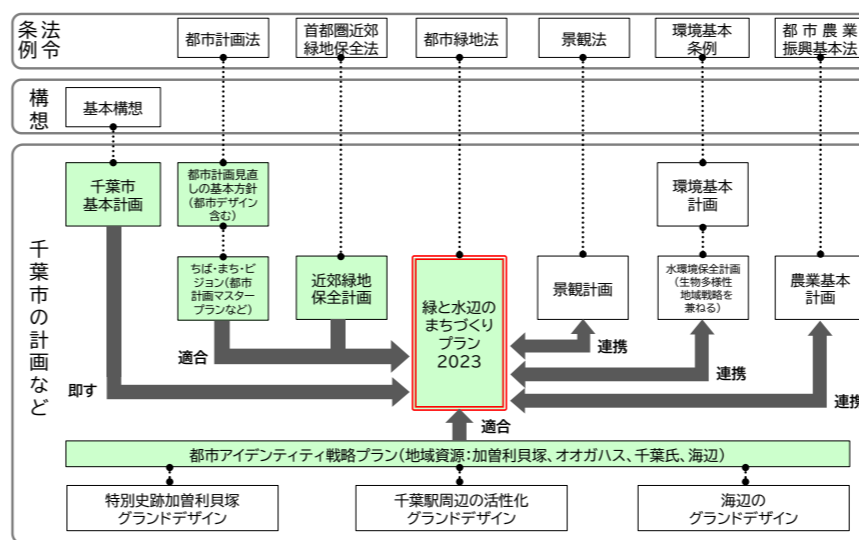 法令
条例
都市計画法
首都圏近郊
緑地保全法
都市緑地法
景観法
環境基本
条例
都市農業
振興基本法
構想
基本構想
千葉市の計画など
千葉市
基本計画
都市計画見直
しの基本方針
(都市デザイン
含む)
環境基本
計画
ちば・まち・ビ
ジョン(都市
計画マスター
プランなど)
近郊緑地
保全計画
緑と水辺の
まちづくり
プラン
2023
景観計画
水環境保全計画
(生物多様性
地域戦略を
兼ねる)
農業基本
計画
適合
連携
連携
即す
連携
適合
都市アイデンティティ戦略プラン(地域資源:加曽利貝塚、オオガハス、千葉氏、海辺)
特別史跡加曽利貝塚
グランドデザイン
千葉駅周辺の活性化
グランドデザイン
海辺の
グランドデザイン